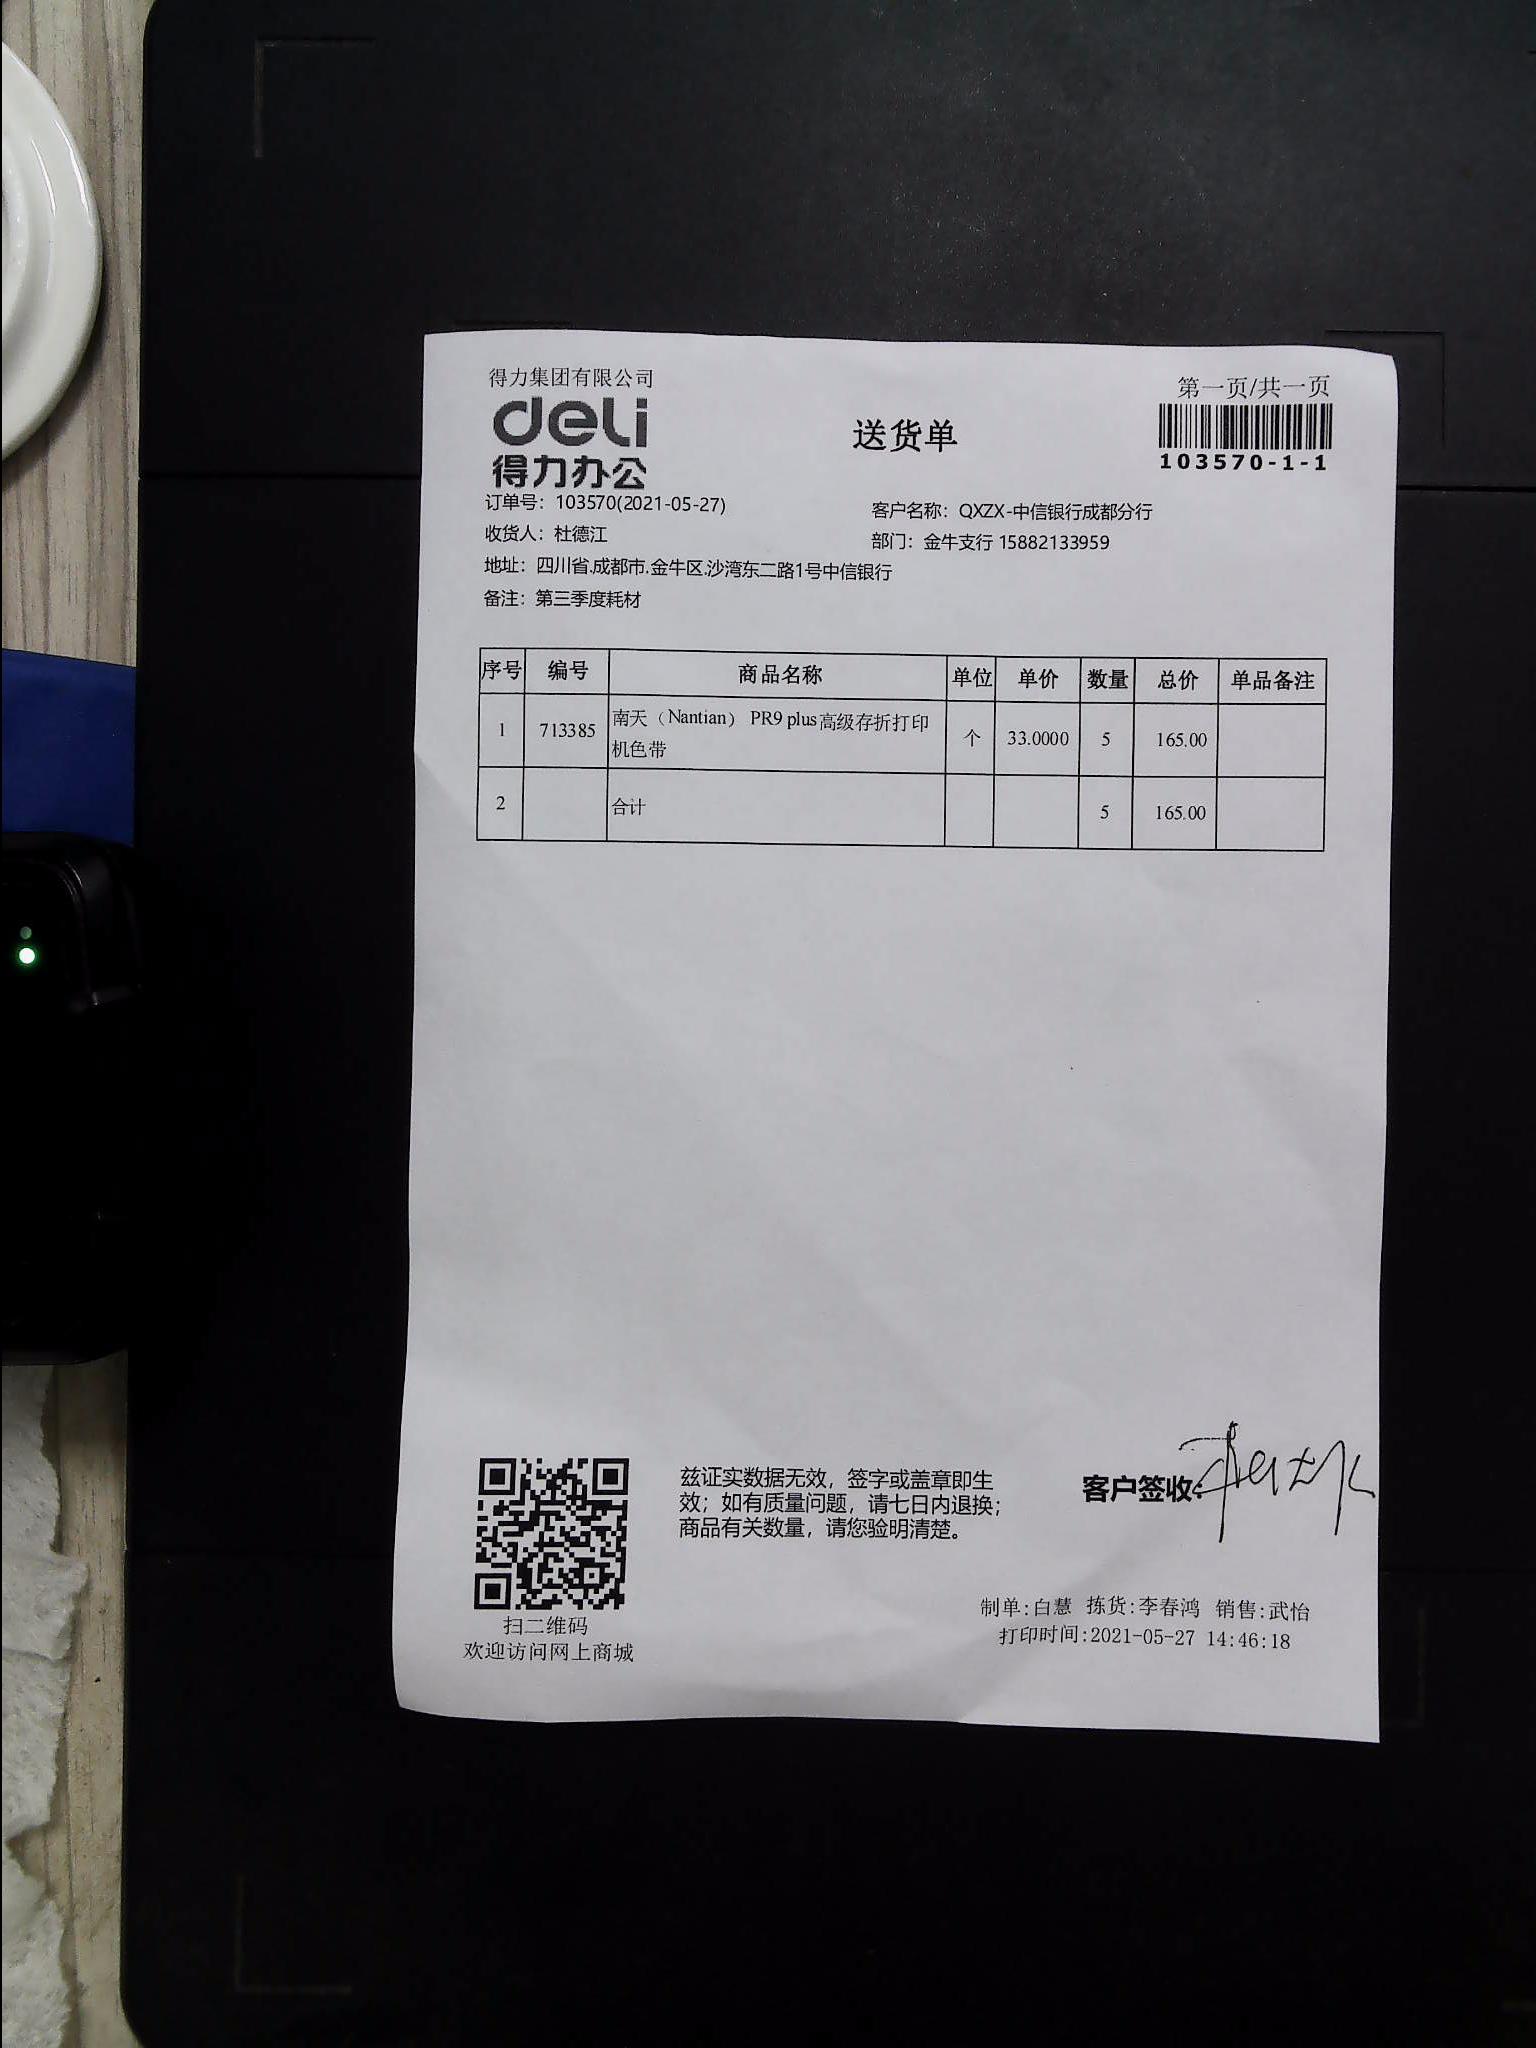 得力集团有限公司
第一页/共一页
deli
得力办公
送货单
103570-1-1
订单号：103570(2021-05-27)
客户名称：QXZX-中信银行成都分行
收货人：杜德江
部门：金牛支行 15882133959
地址：四川省.成都市.金牛区.沙湾东二路1号中信银行
备注：第三季度耗材
序号 编号 商品名称 单位 单价 数量 总价 单品备注
1 713385 南天（Nantian） PR9 plus高级存折打印机色带 个 33.0000 5 165.00
2 合计 5 165.00
兹证实数据无效，签字或盖章即生
效；如有质量问题，请七日内退换；
商品有关数量，请您验明清楚。
客户签收:
扫二维码
欢迎访问网上商城
制单:白慧 拣货:李春鸿 销售:武怡
打印时间:2021-05-27 14:46:18